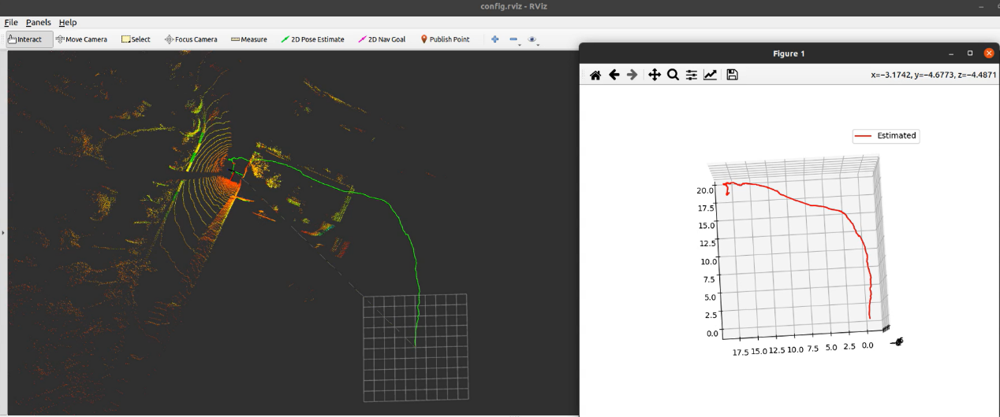 config.rviz - RViz
File Panels Help
Interact Move Camera Select Focus Camera Measure 2D Pose Estimate 2D Nav Goal Publish Point
Figure 1
x=−3.1742, y=−4.6773, z=−4.4871
Estimated
20.0
17.5
15.0
12.5
10.0
7.5
5.0
2.5
0.0
17.5 15.0 12.5 10.0 7.5 5.0 2.5 0.0